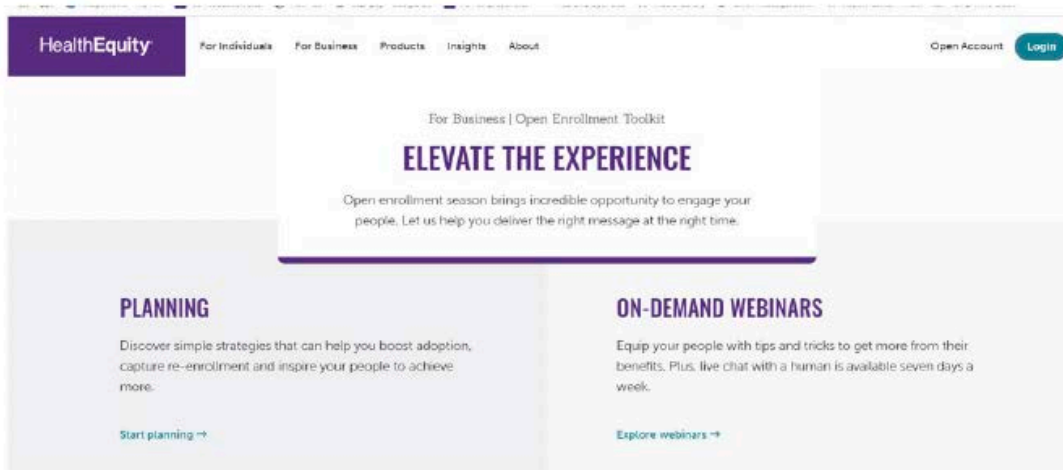 HealthEquity
For Individuals For Business Products Insights About
Open Account Login
For Business | Open Enrollment Toolkit
ELEVATE THE EXPERIENCE
Open enrollment season brings incredible opportunity to engage your
people. Let us help you deliver the right message at the right time.
PLANNING
Discover simple strategies that can help you boost adoption,
capture re-enrollment and inspire your people to achieve
more.
Start planning →
ON-DEMAND WEBINARS
Equip your people with tips and tricks to get more from their
benefits. Plus, live chat with a human is available seven days a
week.
Explore webinars →